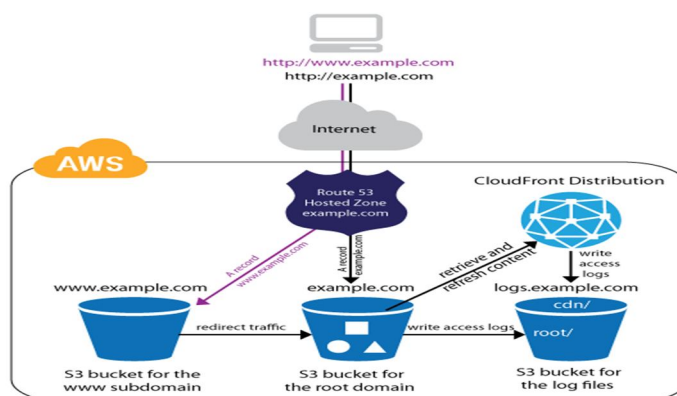 http://www.example.com
http://example.com
Internet
AWS
Route 53
Hosted Zone
example.com
CloudFront Distribution
A record
www.example.com
A record
example.com
retrieve and
refresh content
write
access
logs
www.example.com
example.com
logs.example.com
cdn/
redirect traffic
write access logs
root/
S3 bucket for the
www subdomain
S3 bucket for
the root domain
S3 bucket for
the log files